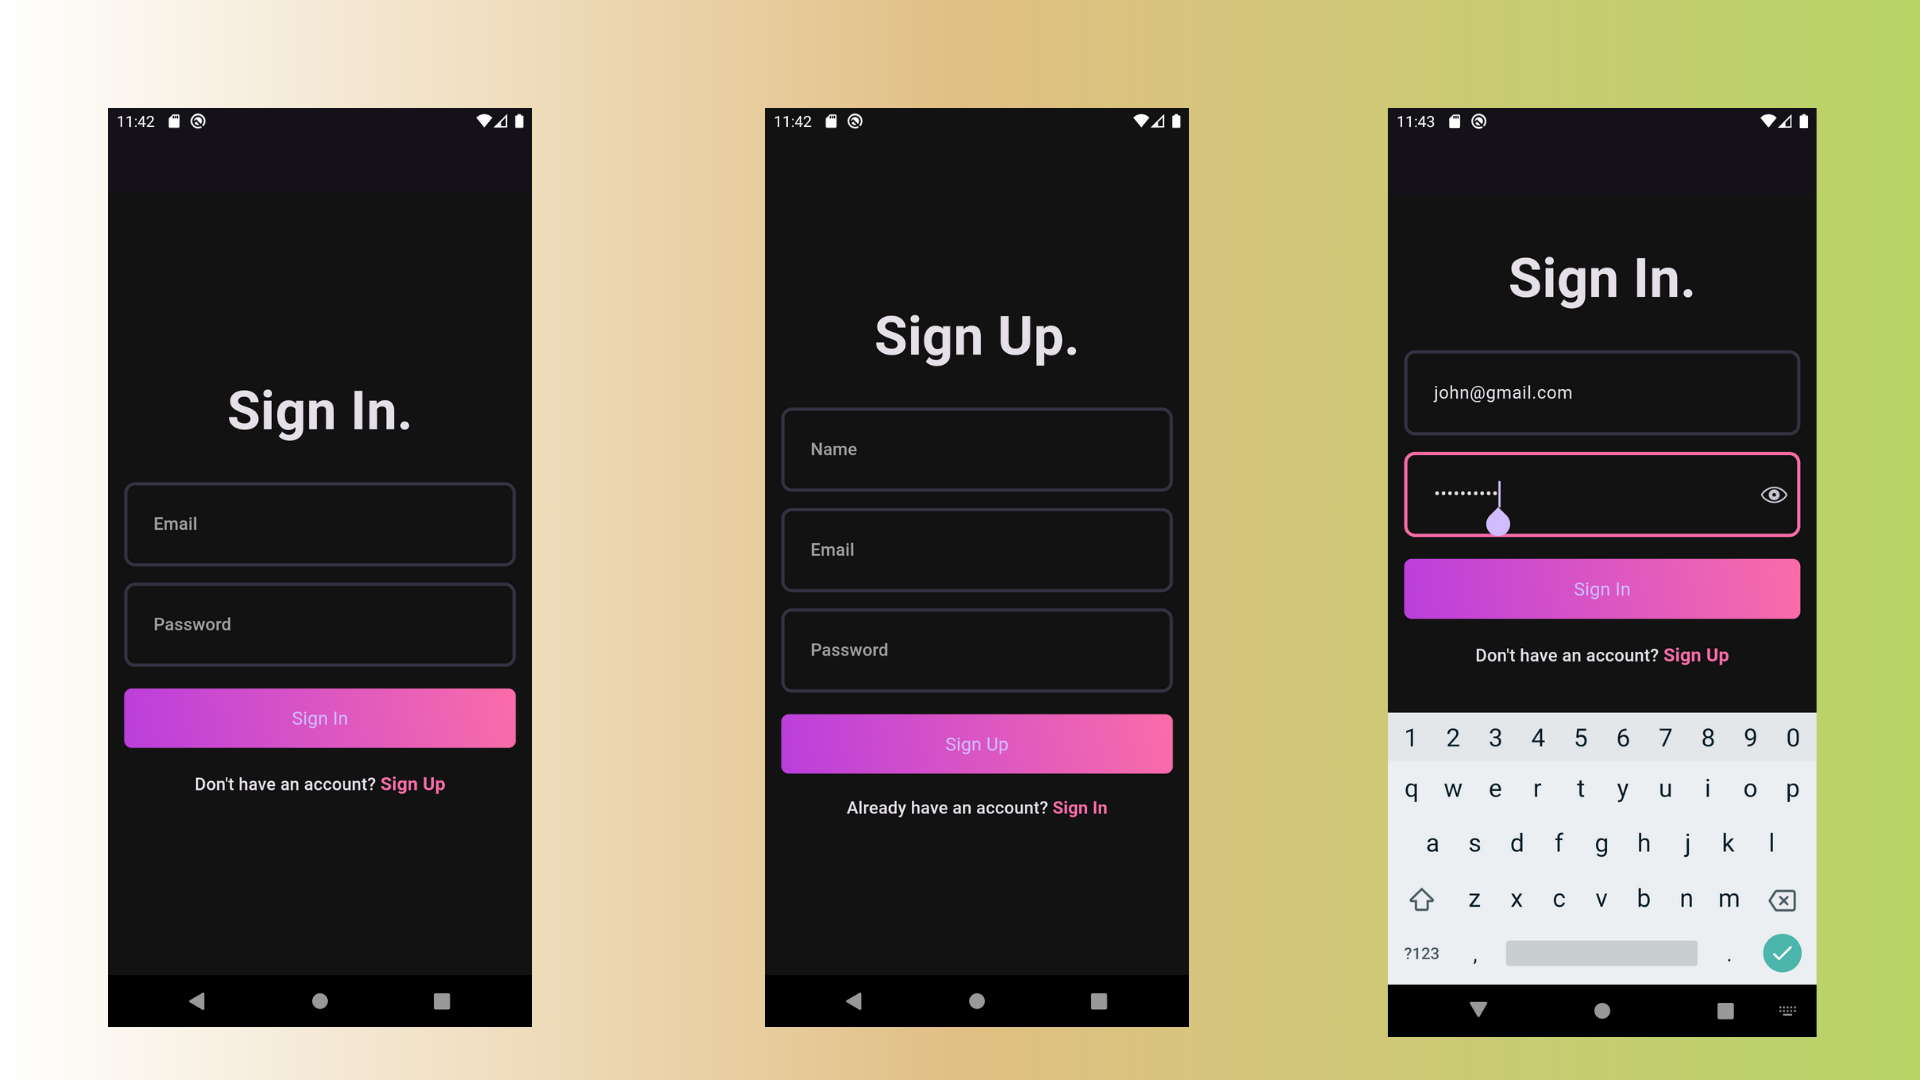 11:42
Sign In.
Email
Password
Sign In
Don't have an account? Sign Up
11:42
Sign Up.
Name
Email
Password
Sign Up
Already have an account? Sign In
11:43
Sign In.
john@gmail.com
••••••••••
Sign In
Don't have an account? Sign Up
1 2 3 4 5 6 7 8 9 0
q w e r t y u i o p
a s d f g h j k l
z x c v b n m
?123 , .